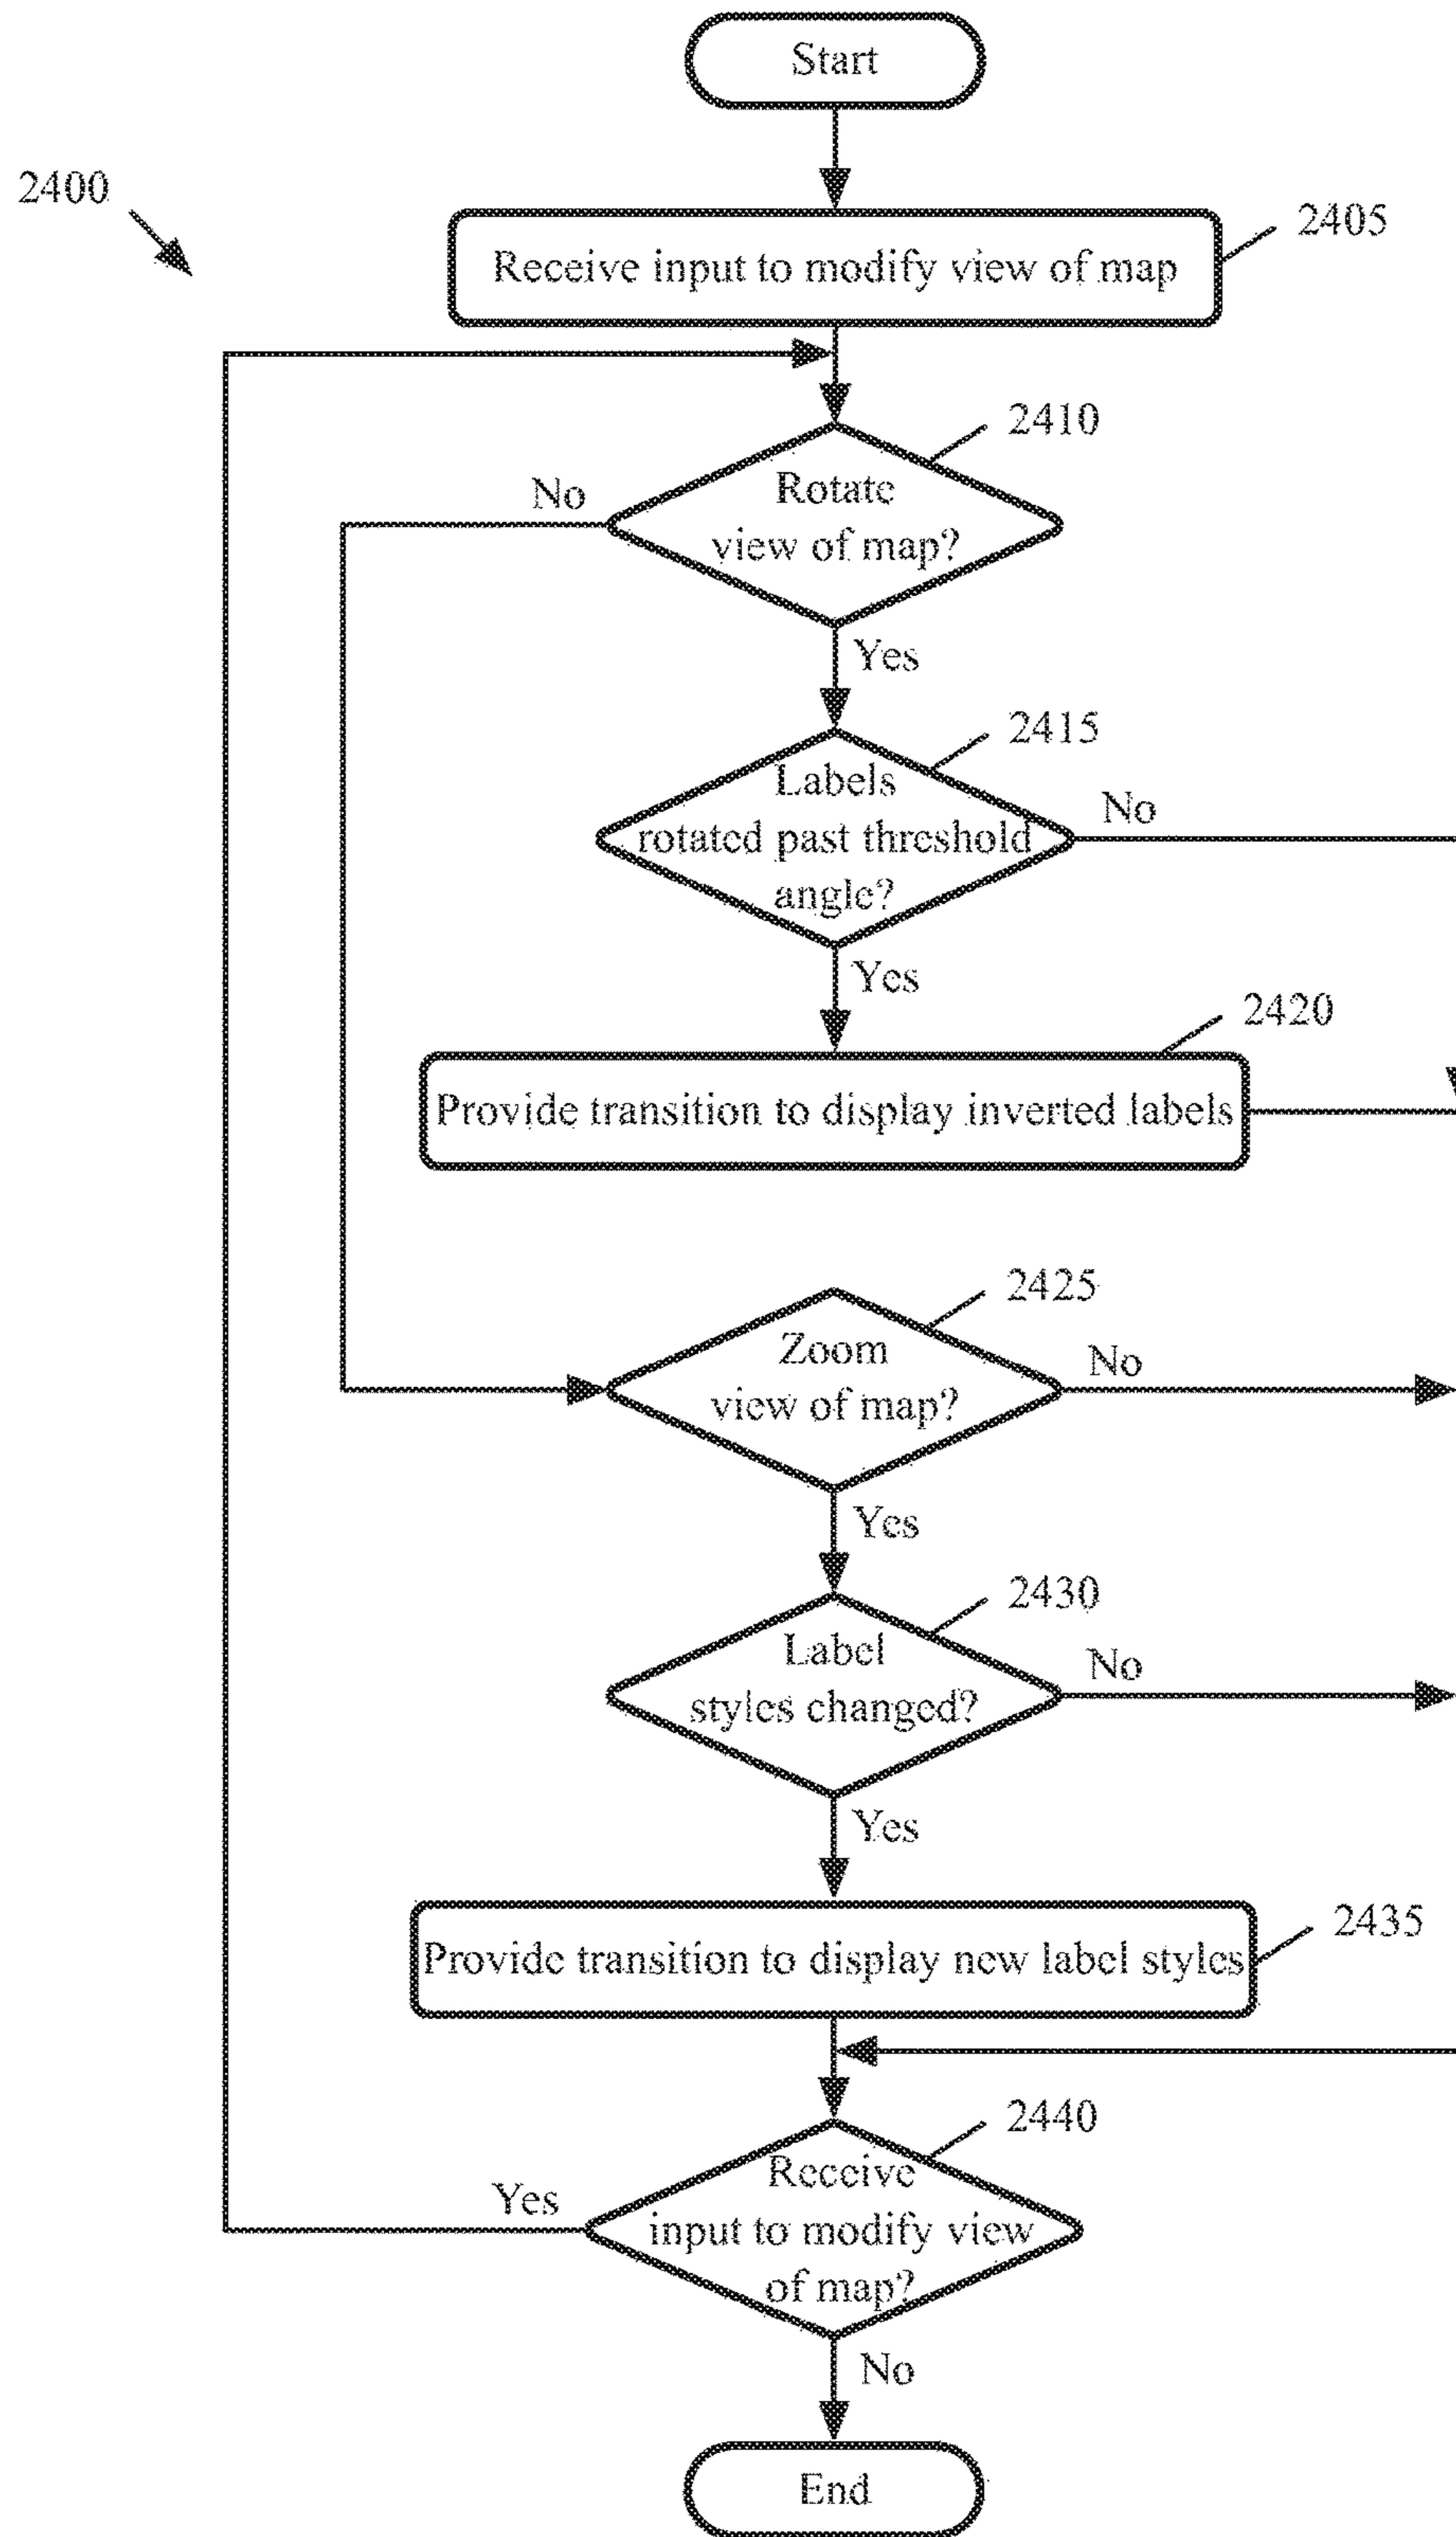 Start
2400
2405
Receive input to modify view of map
2410
No
Rotate
view of map?
Yes
2415
Labels
No
rotated past threshold
angle?
Yes
2420
Provide transition to display inverted labels
2425
Zoom
No
view of map?
Yes
2430
Label
No
styles changed?
Yes
2435
Provide transition to display new label styles
2440
Receive
Yes
input to modify view
of map?
No
End